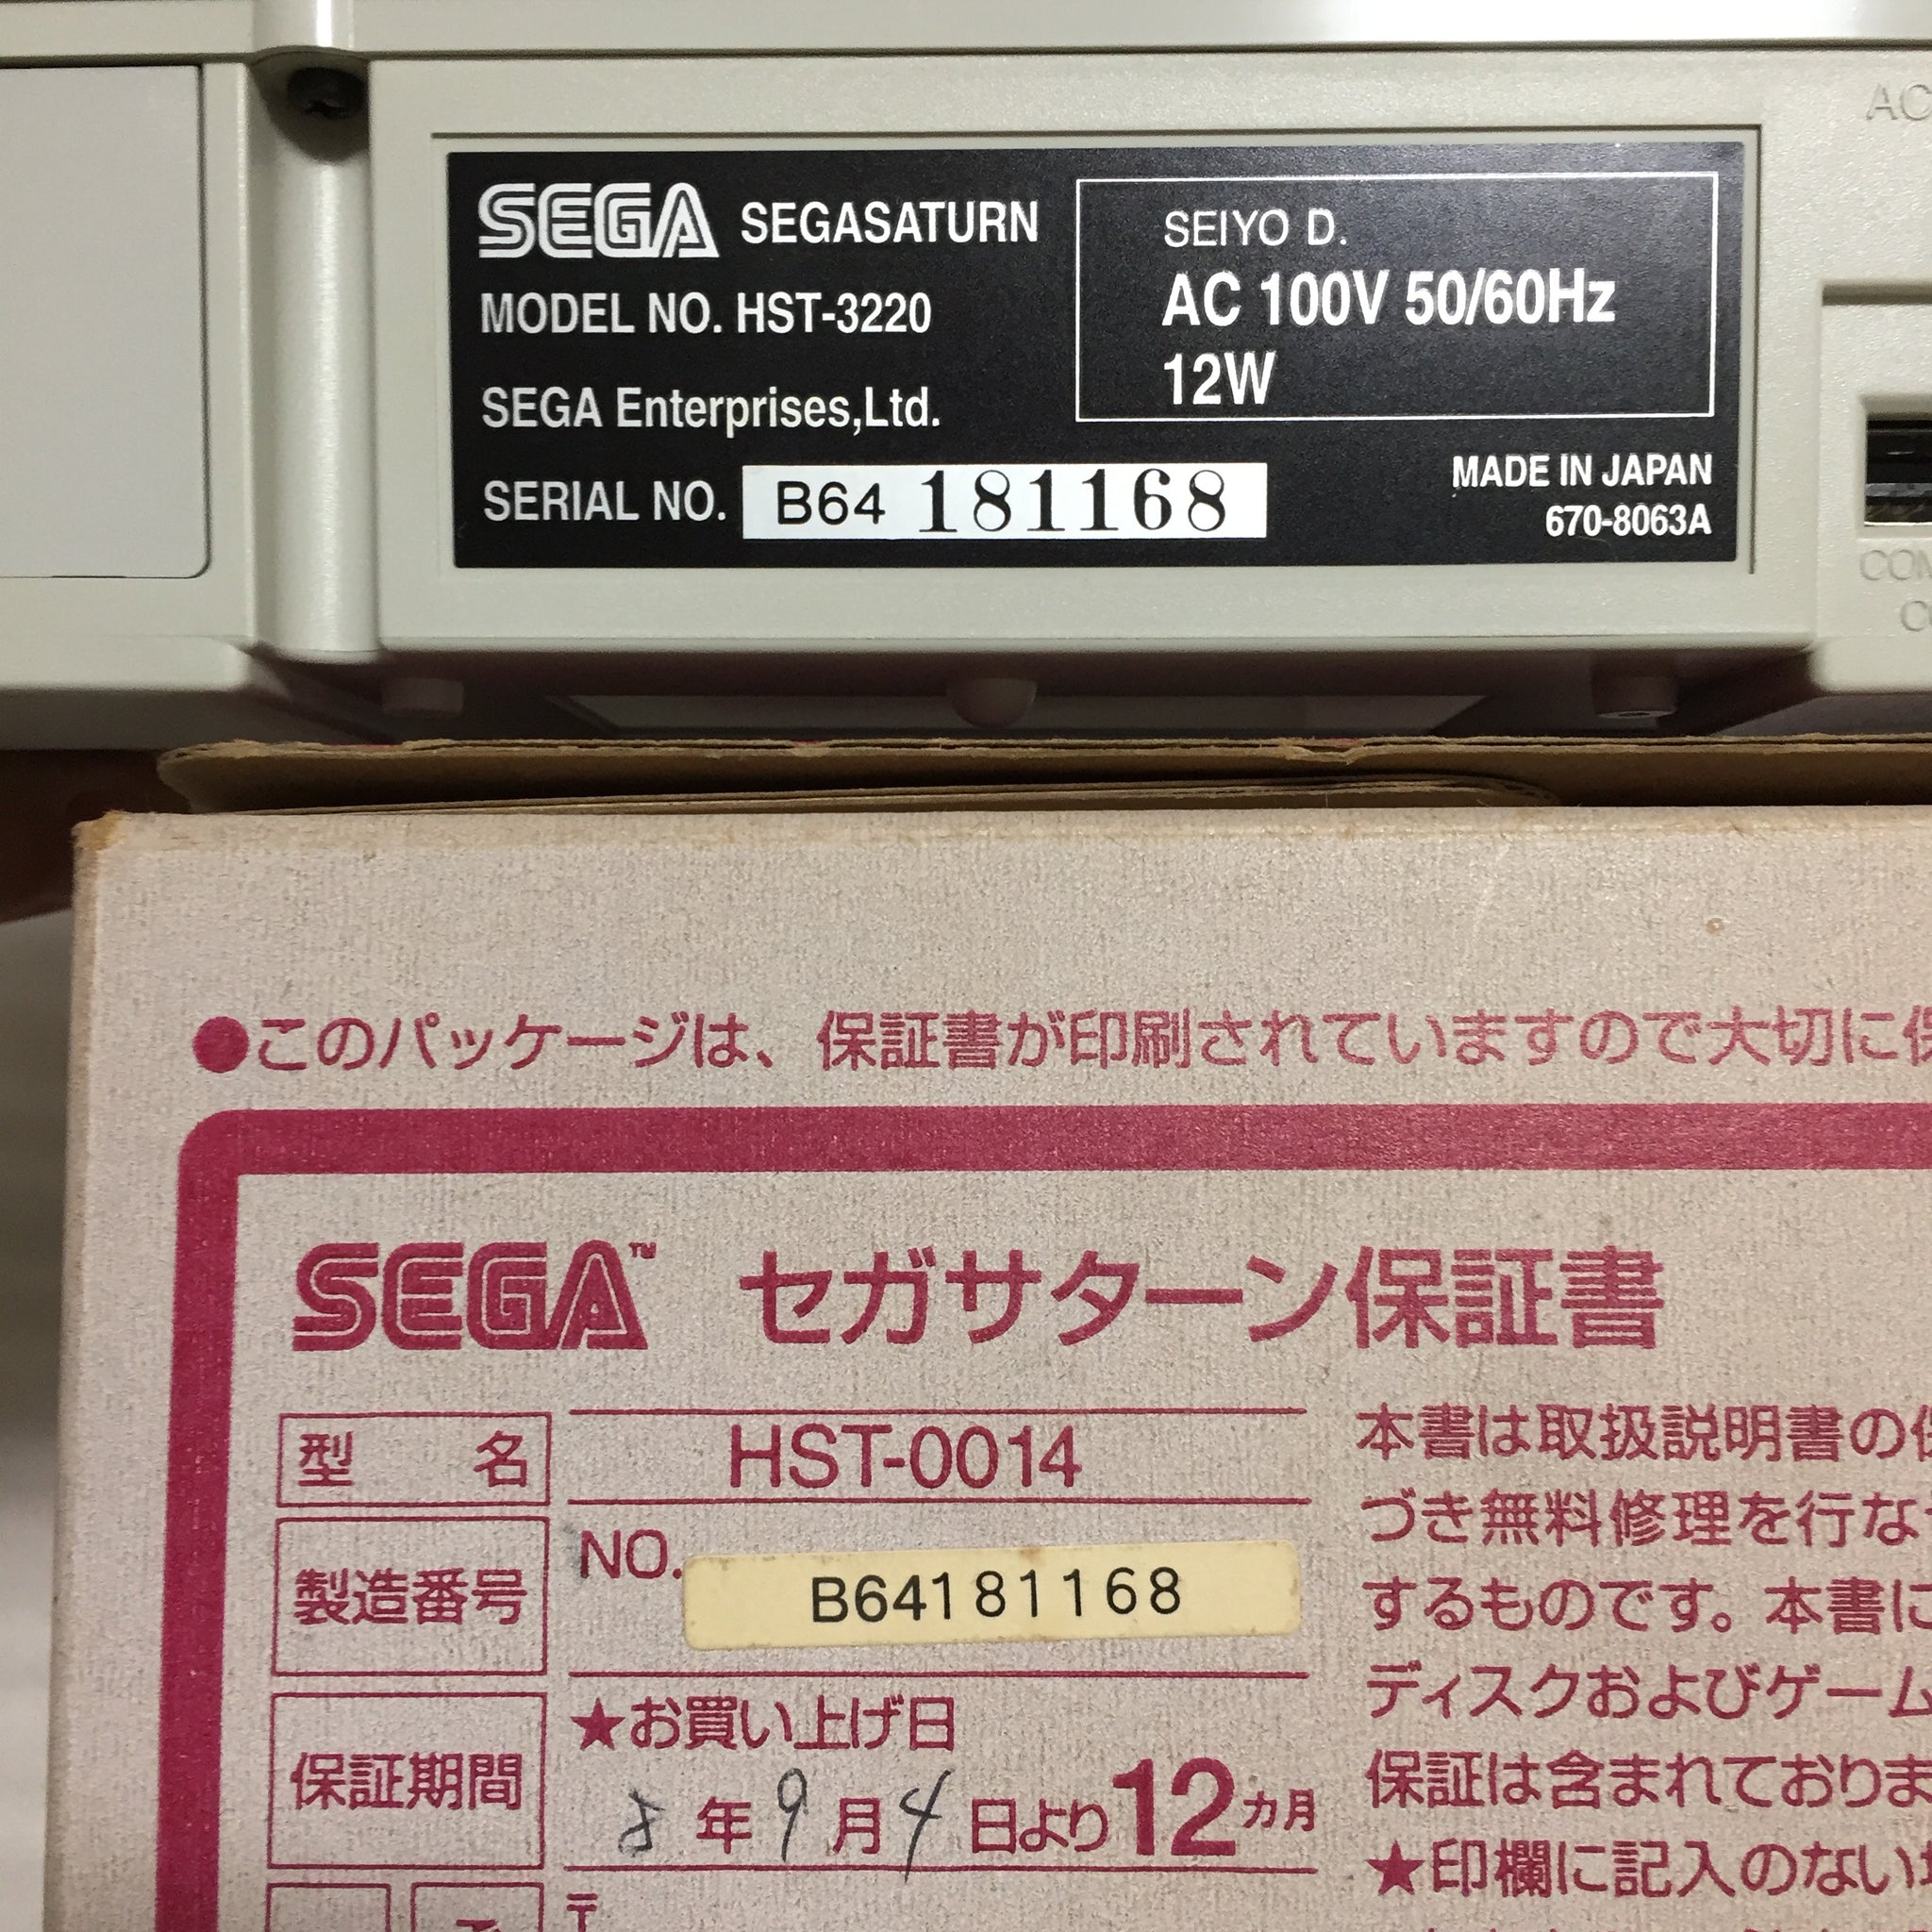 AC
SEGA SEGASATURN
MODEL NO. HST-3220
SEGA Enterprises,Ltd.
SERIAL NO. B64 181168
SEIYO D.
AC 100V 50/60Hz
12W
MADE IN JAPAN
670-8063A
●このパッケージは、保証書が印刷されていますので大切に保
SEGA™ セガサターン保証書
型名 HST-0014
製造番号 NO. B64181168
保証期間 ★お買い上げ日
8年9月4日より12カ月
〒
本書は取扱説明書の保
づき無料修理を行な
するものです。本書に
ディスクおよびゲーム
保証は含まれておりま
★印欄に記入のない